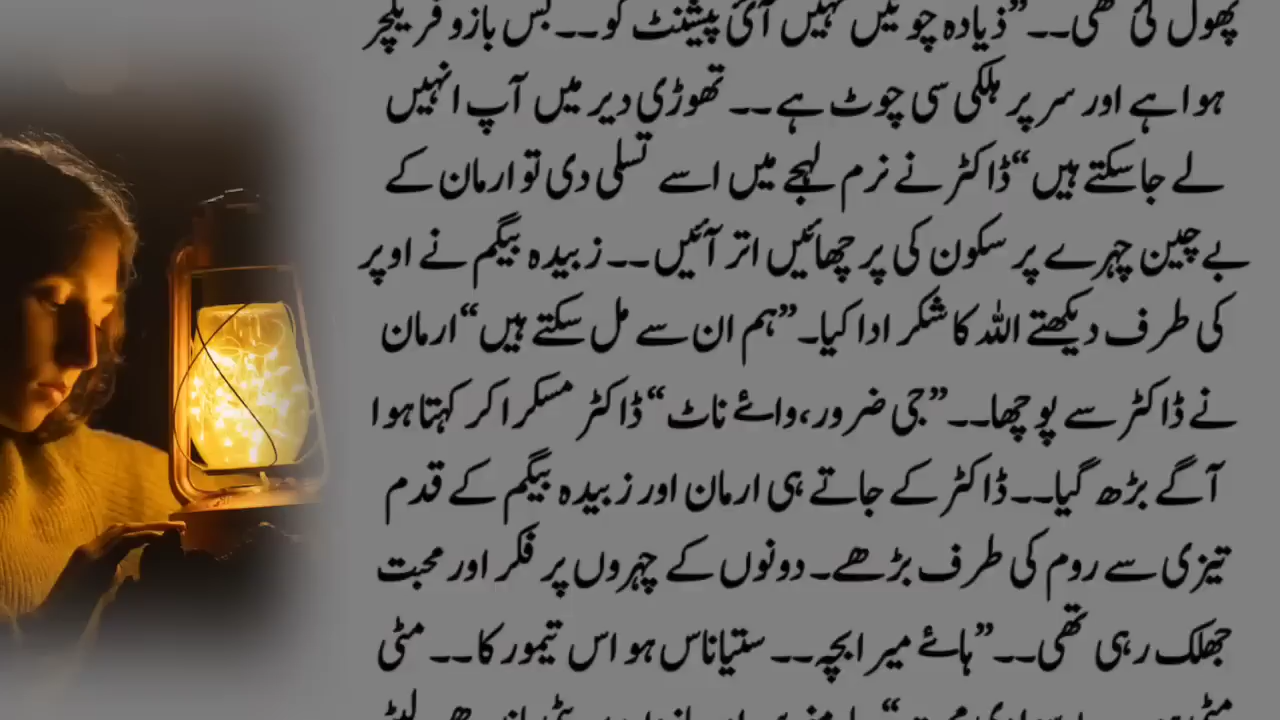 پھول گئ تھی۔۔”ذیادہ چوٹیں نہیں آئ پیشنٹ کو۔۔بس بازو فریکچر
ہوا ہے اور سر پر ہلکی سی چوٹ ہے۔۔ تھوڑی دیر میں آپ انہیں
لے جاسکتے ہیں“ڈاکٹر نے نرم لہجے میں اسے تسلی دی تو ارمان کے
بے چین چہرے پر سکون کی پرچھائیں اتر آئیں۔۔زبیدہ بیگم نے اوپر
کی طرف دیکھتے اللہ کا شکر ادا کیا۔”ہم ان سے مل سکتے ہیں“ارمان
نے ڈاکٹر سے پوچھا۔۔”جی ضرور،وائے ناٹ“ڈاکٹر مسکرا کر کہتا ہوا
آگے بڑھ گیا۔۔ڈاکٹر کے جاتے ہی ارمان اور زبیدہ بیگم کے قدم
تیزی سے روم کی طرف بڑھے۔دونوں کے چہروں پر فکر اور محبت
جھلک رہی تھی۔۔”ہائے میرا بچہ۔۔ ستیاناس ہو اس تیمور کا۔۔ مٹی